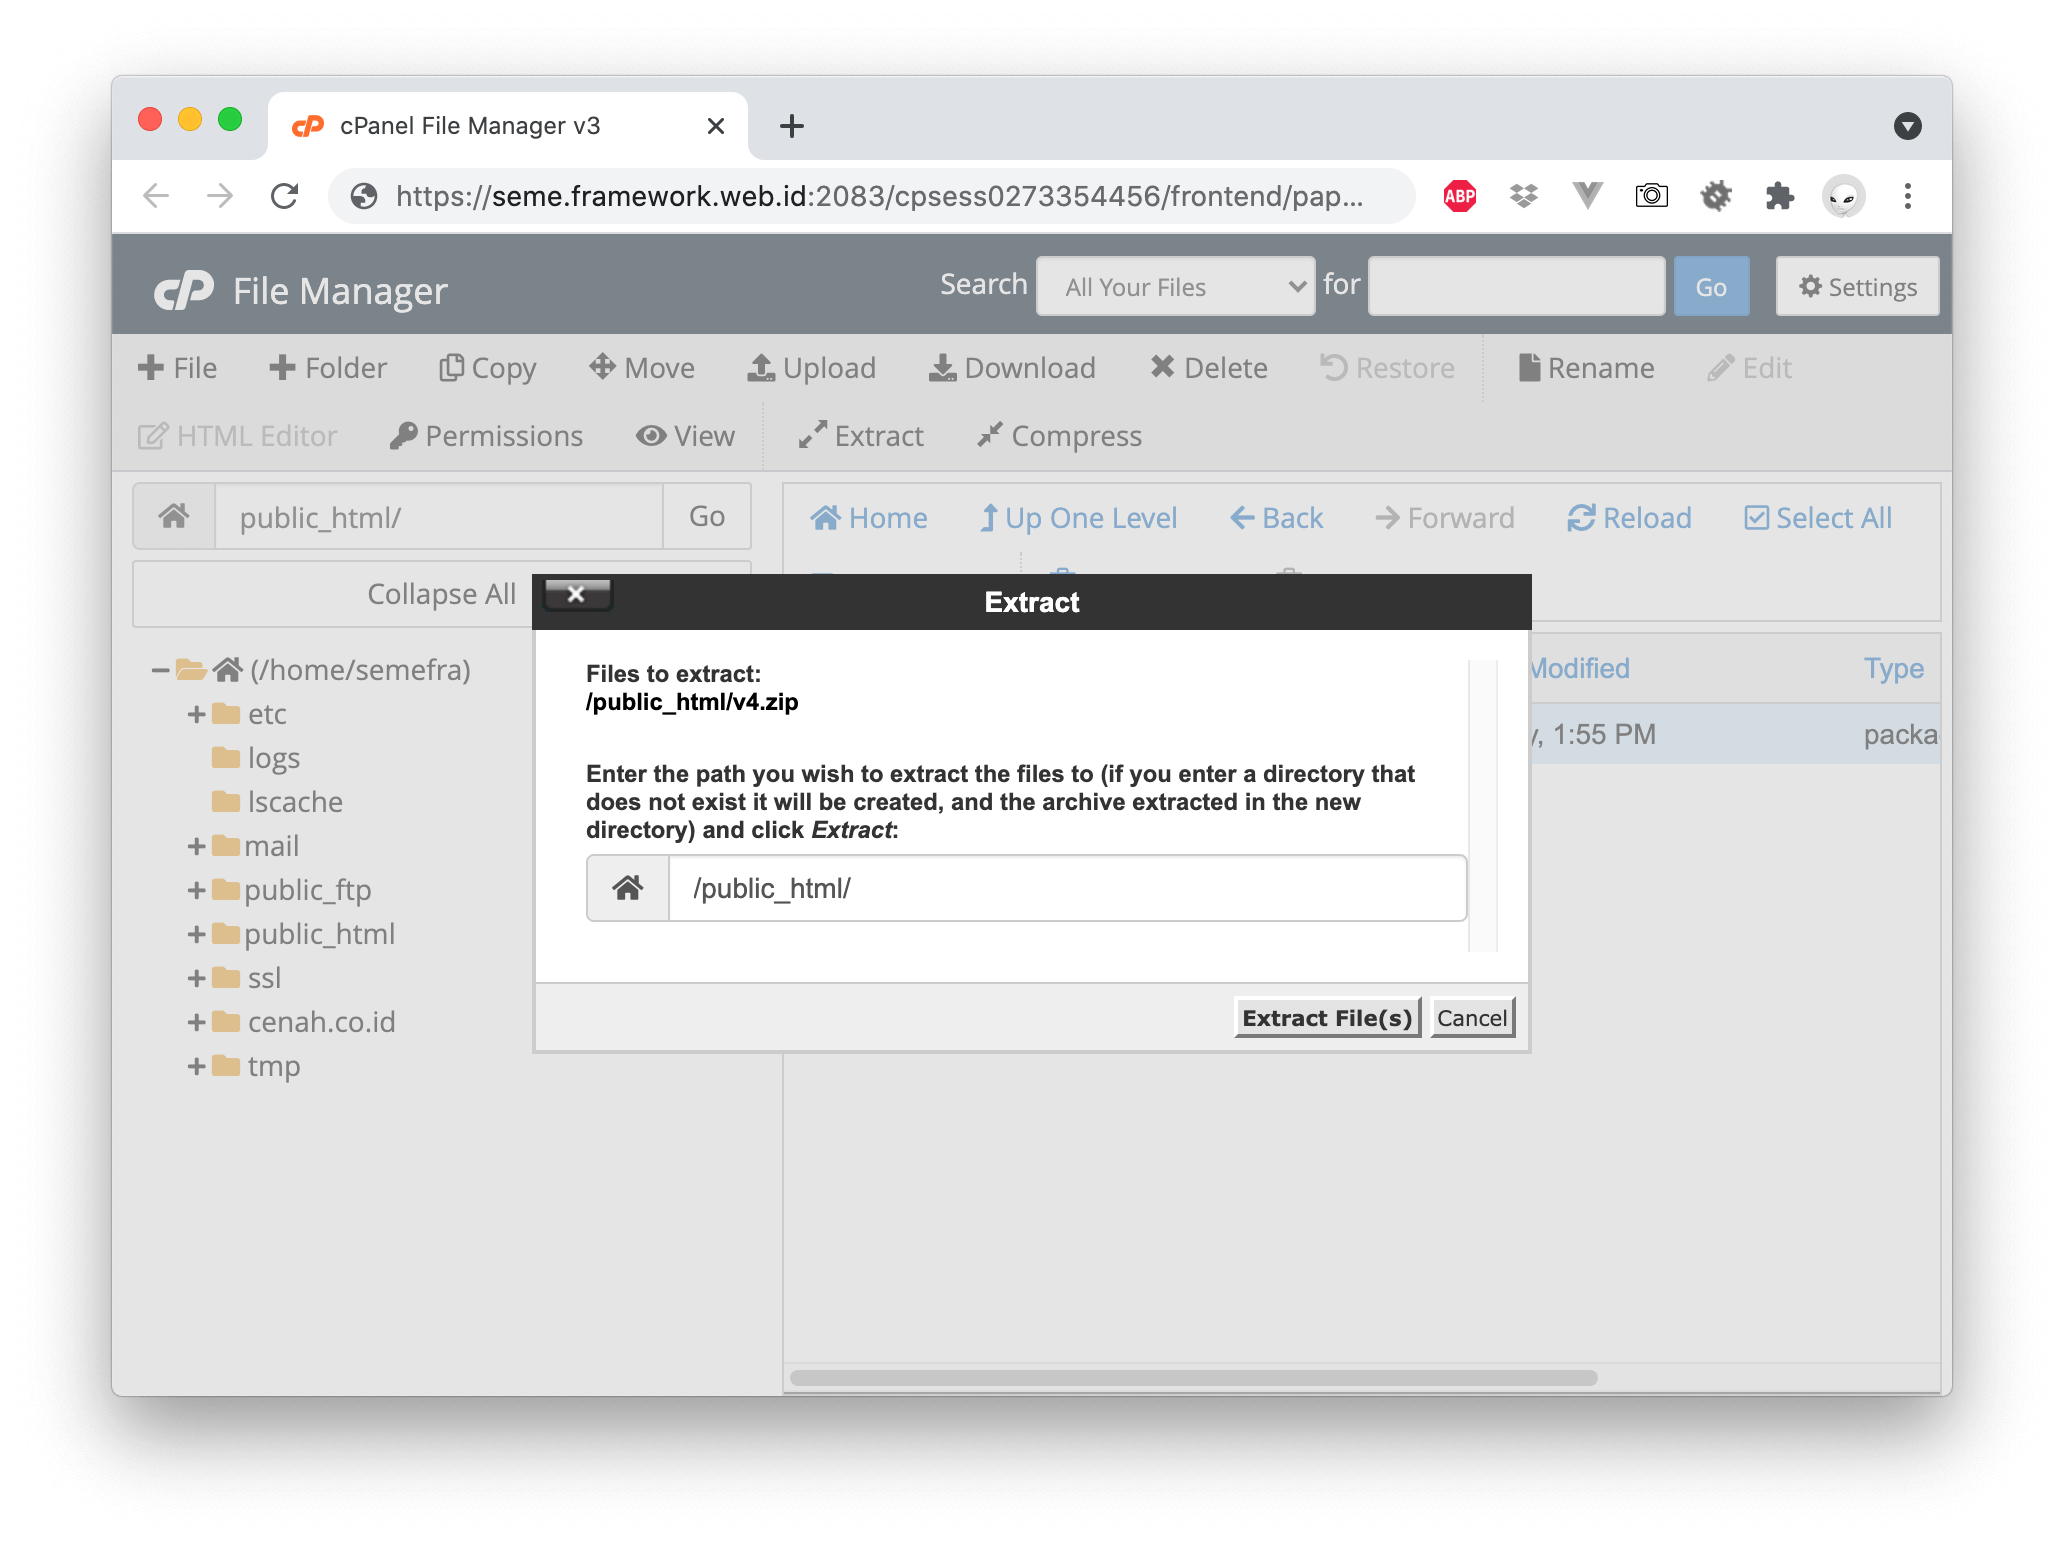 cPanel File Manager v3
https://seme.framework.web.id:2083/cpsess0273354456/frontend/pap...
ABP
cP File Manager
Search All Your Files for Go Settings
File Folder Copy Move Upload Download Delete Restore Rename Edit
HTML Editor Permissions View Extract Compress
public_html/ Go
Home Up One Level Back Forward Reload Select All
Collapse All
Extract
Files to extract:
/public_html/v4.zip
Enter the path you wish to extract the files to (if you enter a directory that
does not exist it will be created, and the archive extracted in the new
directory) and click Extract:
/public_html/
Extract File(s) Cancel
Modified Type
1:55 PM packa
(/home/semefra)
etc
logs
lscache
mail
public_ftp
public_html
ssl
cenah.co.id
tmp